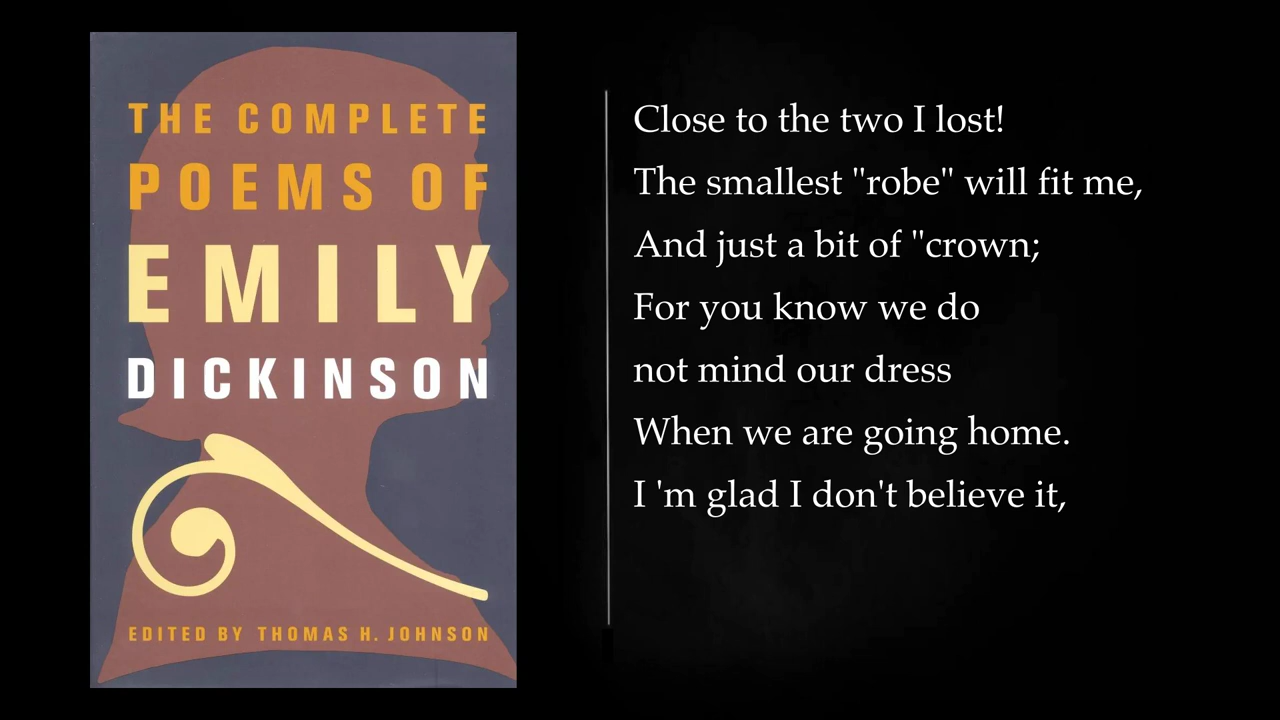 THE COMPLETE
POEMS OF
EMILY
DICKINSON
EDITED BY THOMAS H. JOHNSON
Close to the two I lost!
The smallest "robe" will fit me,
And just a bit of "crown;
For you know we do
not mind our dress
When we are going home.
I 'm glad I don't believe it,